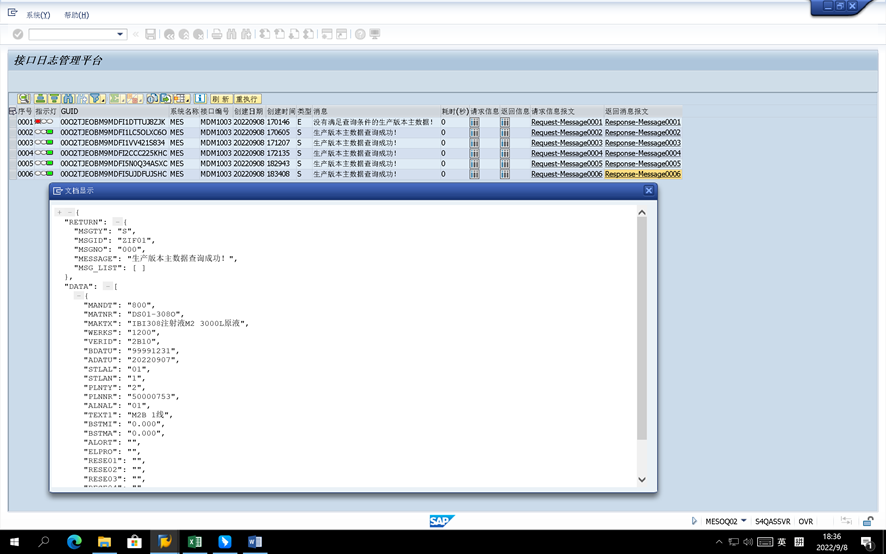 系统(Y) 帮助(H)
接口日志管理平台
刷 新 重执行
序号 指示灯 GUID 系统名称 接口编号 创建日期 创建时间 类型 消息 耗时(秒) 请求信息 返回信息 请求信息报文 返回消息报文
0001 MES MDM1003 20220908 170146 E 没有满足查询条件的生产版本主数据! 0 Request-Message0001 Response-Message0001
0002 MES MDM1003 20220908 170605 S 生产版本主数据查询成功! 0 Request-Message0002 Response-Message0002
0003 MES MDM1003 20220908 171207 S 生产版本主数据查询成功! 0 Request-Message0003 Response-Message0003
0004 MES MDM1003 20220908 172135 S 生产版本主数据查询成功! 0 Request-Message0004 Response-Message0004
0005 MES MDM1003 20220908 182943 S 生产版本主数据查询成功! 0 Request-Message0005 Response-Message0005
0006 MES MDM1003 20220908 183408 S 生产版本主数据查询成功! 0 Request-Message0006 Response-Message0006
文档显示
{
"RETURN": {
"MSGTY": "S",
"MSGID": "ZIF01",
"MSGNO": "000",
"MESSAGE": "生产版本主数据查询成功!",
"MSG_LIST": [ ]
},
"DATA": [
{
"MANDT": "800",
"MATNR": "DS01-308O",
"MAKTX": "IBI308注射液M2 3000L原液",
"WERKS": "1200",
"VERID": "2B10",
"BDATU": "99991231",
"ADATU": "20220907",
"STLAL": "01",
"STLAN": "1",
"PLNTY": "2",
"PLNNR": "50000753",
"ALNAL": "01",
"TEXT1": "M2B 1线",
"BSTMI": "0.000",
"BSTMA": "0.000",
"ALORT": "",
"ELPRO": "",
"RESE01": "",
"RESE02": "",
"RESE03": "",
SAP
MESOQ02 S4QASSVR OVR
英 拼
18:36
2022/9/8